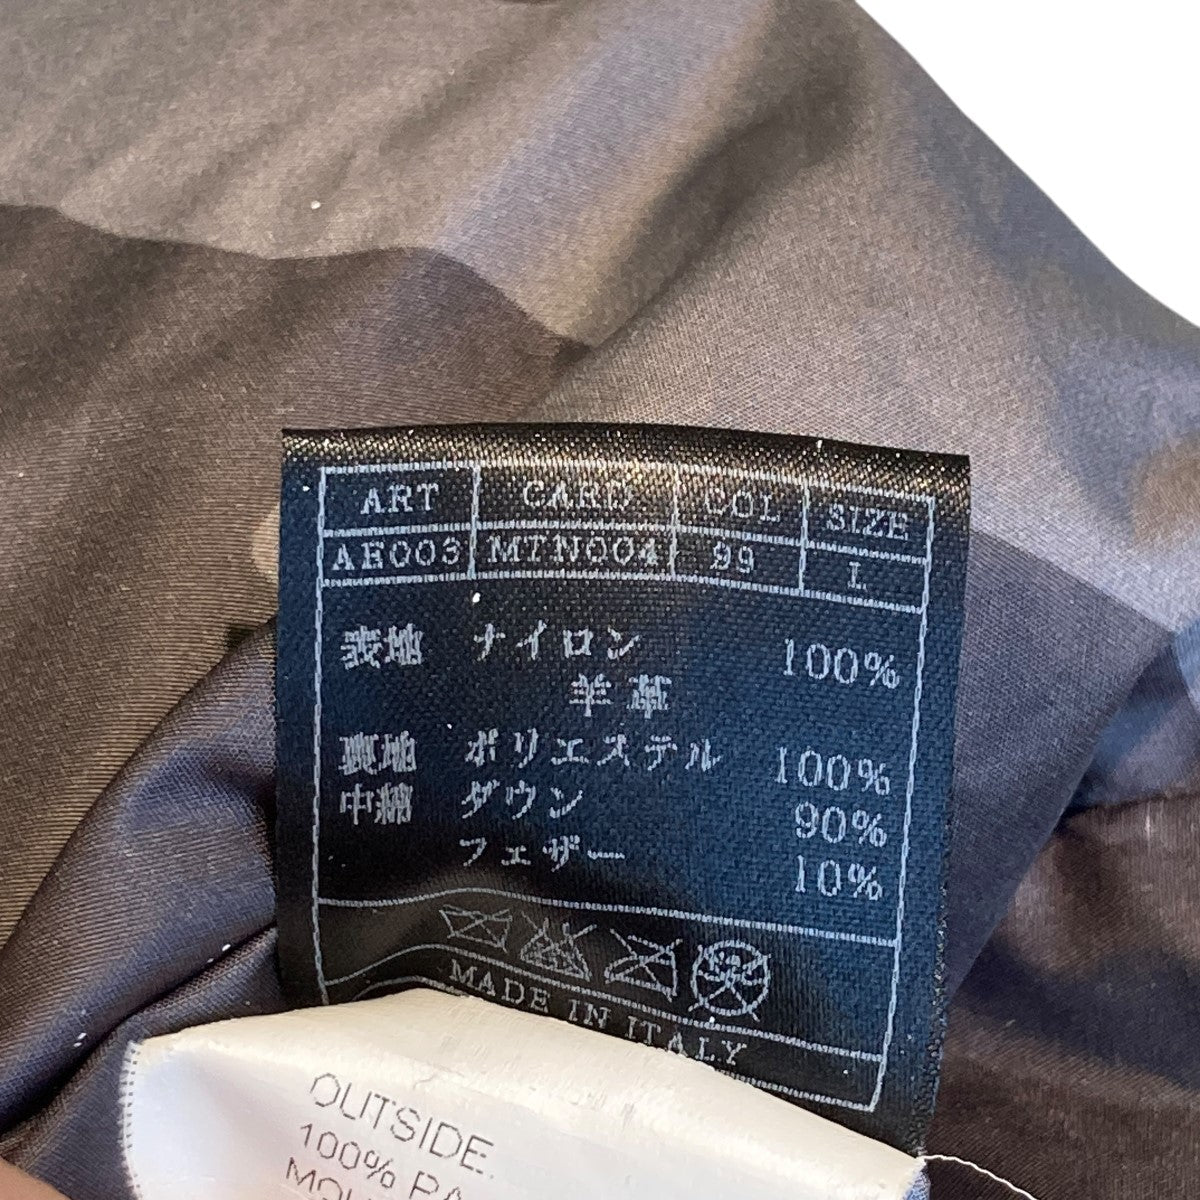 ART CARD COL SIZE
AE003 MTN004 99 L
表地 ナイロン 100%
羊革
裏地 ポリエステル 100%
中綿 ダウン 90%
フェザー 10%
MADE IN ITALY
OUTSIDE
100%